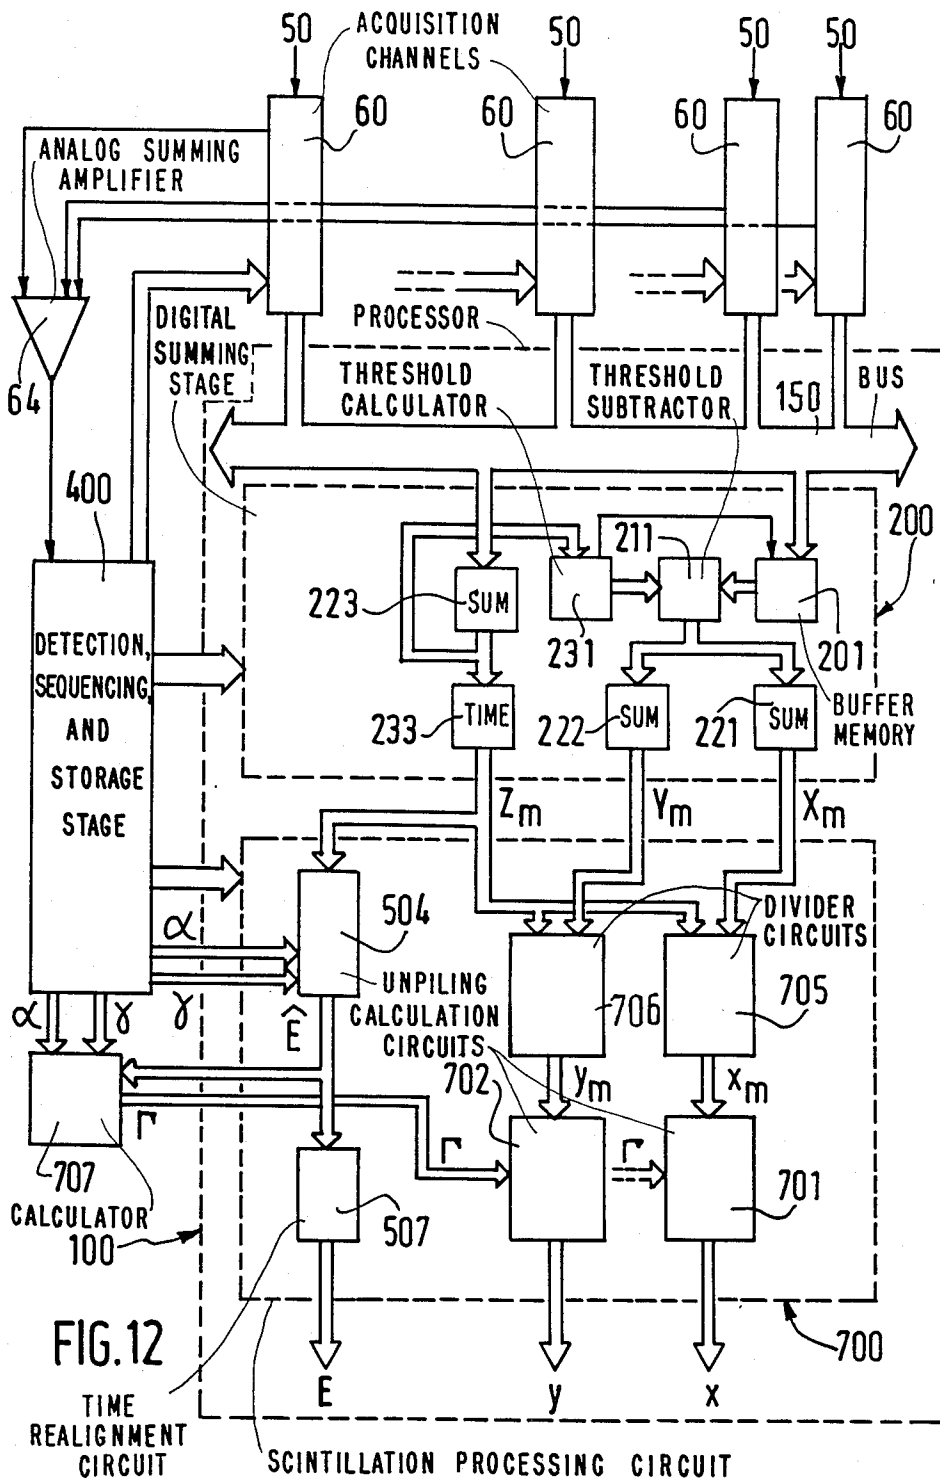 50
ACQUISITION
CHANNELS
50
50
50
60
60
60
60
ANALOG SUMMING
AMPLIFIER
64
DIGITAL
SUMMING
STAGE
PROCESSOR
THRESHOLD
CALCULATOR
THRESHOLD
SUBTRACTOR
150
BUS
400
200
211
223
SUM
231
201
BUFFER
MEMORY
DETECTION,
SEQUENCING,
AND
STORAGE
STAGE
233
TIME
222
SUM
221
SUM
Zm
Ym
Xm
α
γ
504
DIVIDER
CIRCUITS
UNPILING
CALCULATION
CIRCUITS
706
705
α
γ
Ê
ym
xm
702
Γ
Γ
Γ
707
CALCULATOR
100
507
701
FIG.12
700
E
y
x
TIME
REALIGNMENT
CIRCUIT
SCINTILLATION PROCESSING CIRCUIT